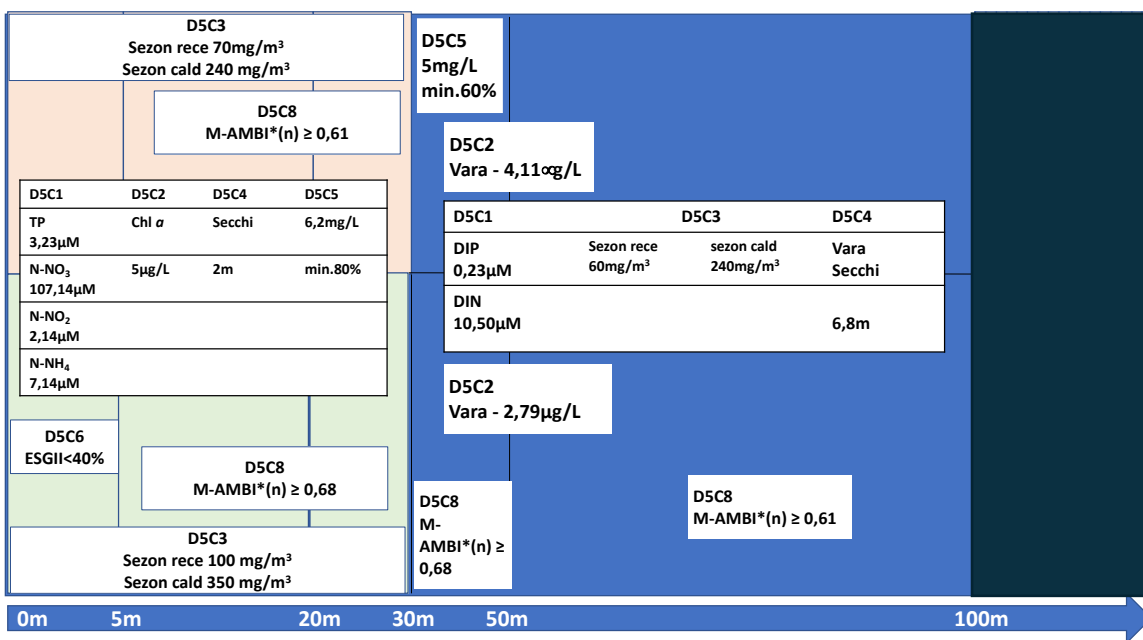 D5C3
Sezon rece 70mg/m³
Sezon cald 240 mg/m³
D5C8
M-AMBI*(n) ≥ 0,61
D5C1 D5C2 D5C4 D5C5
TP Chl a Secchi 6,2mg/L
3,23µM
N-NO₃ 5µg/L 2m min.80%
107,14µM
N-NO₂
2,14µM
N-NH₄
7,14µM
D5C6
ESGII<40%
D5C8
M-AMBI*(n) ≥ 0,68
D5C3
Sezon rece 100 mg/m³
Sezon cald 350 mg/m³
D5C5
5mg/L
min.60%
D5C2
Vara - 4,11∝g/L
D5C1 D5C3 D5C4
DIP Sezon rece sezon cald Vara
0,23µM 60mg/m³ 240mg/m³ Secchi
DIN
10,50µM 6,8m
D5C2
Vara - 2,79µg/L
D5C8
M-
AMBI*(n) ≥
0,68
D5C8
M-AMBI*(n) ≥ 0,61
0m 5m 20m 30m 50m 100m